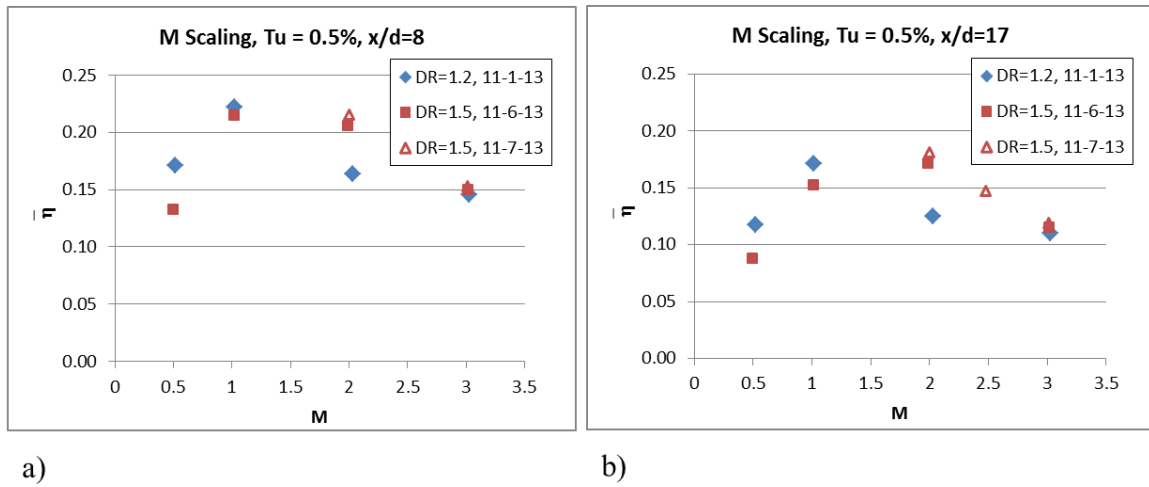 M Scaling, Tu = 0.5%, x/d=8
0.25
0.20
0.15
0.10
0.05
0.00
η̅
0 0.5 1 1.5 2 2.5 3 3.5
M
DR=1.2, 11-1-13
DR=1.5, 11-6-13
DR=1.5, 11-7-13
a)
M Scaling, Tu = 0.5%, x/d=17
0.25
0.20
0.15
0.10
0.05
0.00
η̅
0 0.5 1 1.5 2 2.5 3 3.5
M
DR=1.2, 11-1-13
DR=1.5, 11-6-13
DR=1.5, 11-7-13
b)